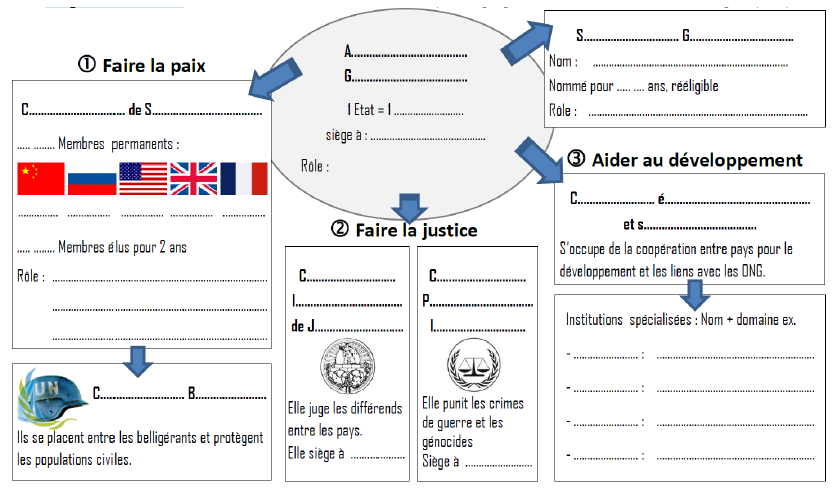 A.......................................
G.......................................
1 Etat = 1 ........................
siège à : .......................................
Rôle :
S................................ G...................................
Nom : ..................................................................
Nommé pour ..... .... ans, rééligible
Rôle : ..........................................................................
① Faire la paix
C............................... de S....................................
..... ........ Membres permanents :
.............. .............. .............. .............. ..............
..... ........ Membres élus pour 2 ans
Rôle : .........................................................................
.........................................................................
.........................................................................
UN
C............................ B........................
Ils se placent entre les belligérants et protègent
les populations civiles.
② Faire la justice
C..............................
I....................................
de J..............................
Elle juge les différends
entre les pays.
Elle siège à ..................
C..............................
P...................................
I...............................
Elle punit les crimes
de guerre et les
génocides
Siège à ......................
③ Aider au développement
C.......................... é.................................................
et s......................................
S'occupe de la coopération entre pays pour le
développement et les liens avec les ONG.
Institutions spécialisées : Nom + domaine ex.
- ...................... : ...........................................
- ...................... : ...........................................
- ...................... : ...........................................
- ...................... : ...........................................